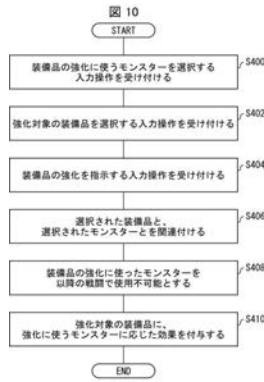 図 10
START
S400
装備品の強化に使うモンスターを選択する
入力操作を受け付ける
S402
強化対象の装備品を選択する入力操作を受け付ける
S404
装備品の強化を指示する入力操作を受け付ける
S406
選択された装備品と、
選択されたモンスターとを関連付ける
S408
装備品の強化に使ったモンスターを
以降の戦闘で使用不可能とする
S410
強化対象の装備品に、
強化に使うモンスターに応じた効果を付与する
END